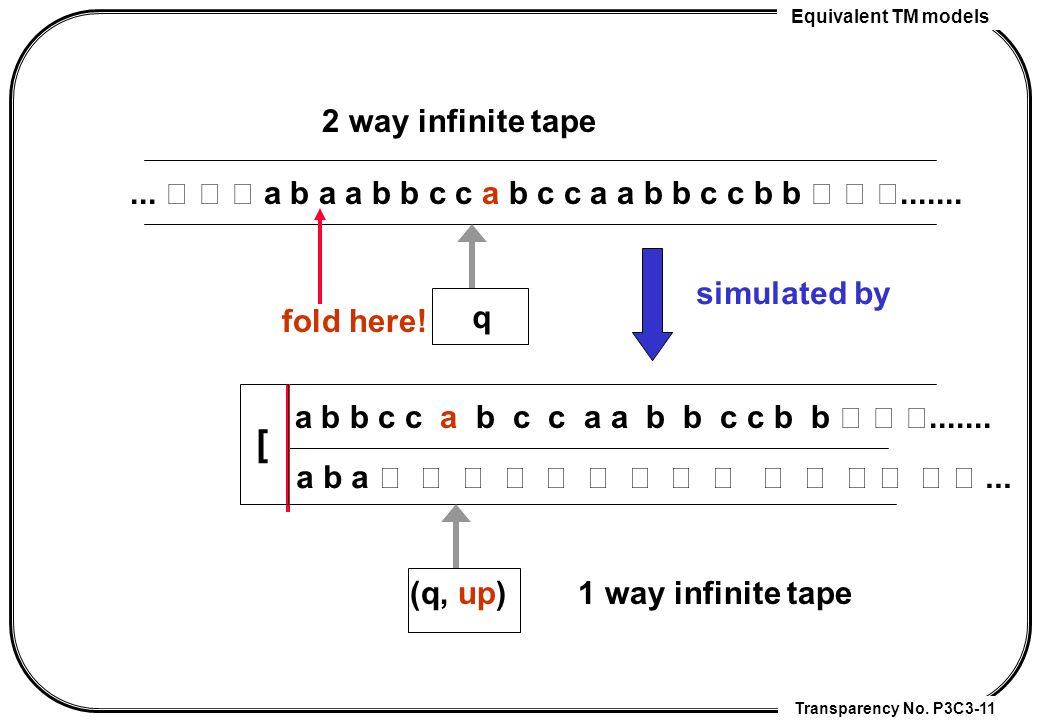 Equivalent TM models
2 way infinite tape
... □ □ □ a b a a b b c c a b c c a a b b c c b b □ □ □.......
simulated by
fold here!
q
a b b c c a b c c a a b b c c b b □ □ □.......
[
a b a □ □ □ □ □ □ □ □ □ □ □ □ □ □ □ ...
(q, up)
1 way infinite tape
Transparency No. P3C3-11